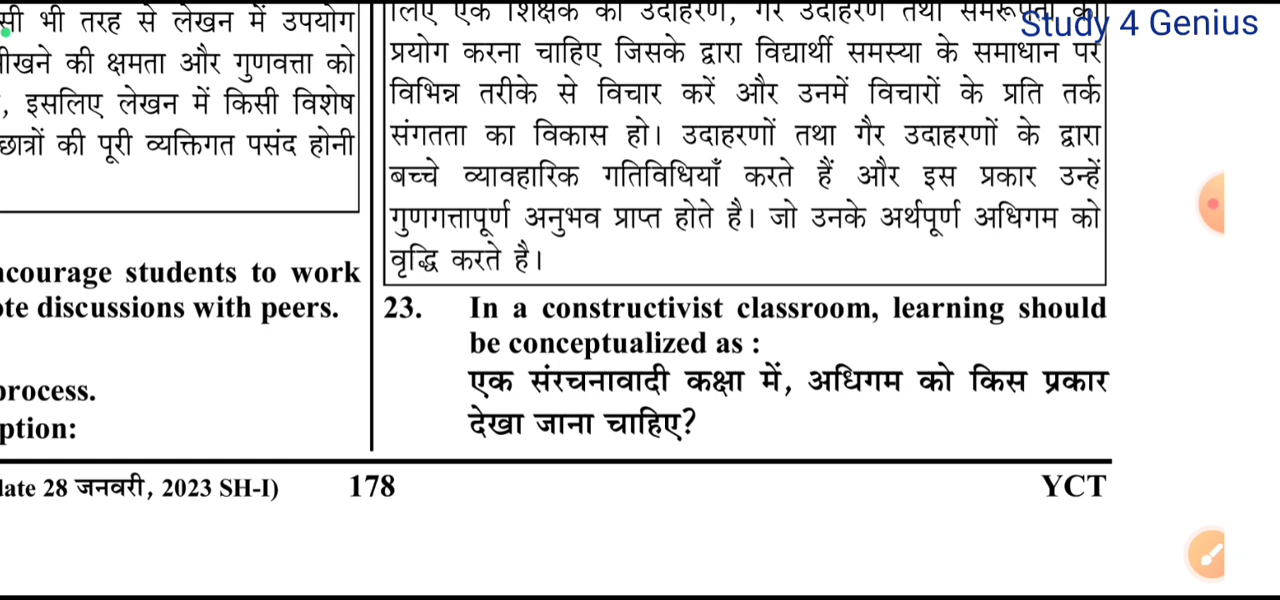 सी भी तरह से लेखन में उपयोग
ीखने की क्षमता और गुणवत्ता को
, इसलिए लेखन में किसी विशेष
छात्रों की पूरी व्यक्तिगत पसंद होनी
ncourage students to work
ote discussions with peers.
process.
ption:
लिए एक शिक्षक को उदाहरण, गैर उदाहरण तथा समरूपता का
Study 4 Genius
प्रयोग करना चाहिए जिसके द्वारा विद्यार्थी समस्या के समाधान पर
विभिन्न तरीके से विचार करें और उनमें विचारों के प्रति तर्क
संगतता का विकास हो। उदाहरणों तथा गैर उदाहरणों के द्वारा
बच्चे व्यावहारिक गतिविधियाँ करते हैं और इस प्रकार उन्हें
गुणगत्तापूर्ण अनुभव प्राप्त होते है। जो उनके अर्थपूर्ण अधिगम को
वृद्धि करते है।
23. In a constructivist classroom, learning should
be conceptualized as :
एक संरचनावादी कक्षा में, अधिगम को किस प्रकार
देखा जाना चाहिए?
late 28 जनवरी, 2023 SH-I) 178 YCT